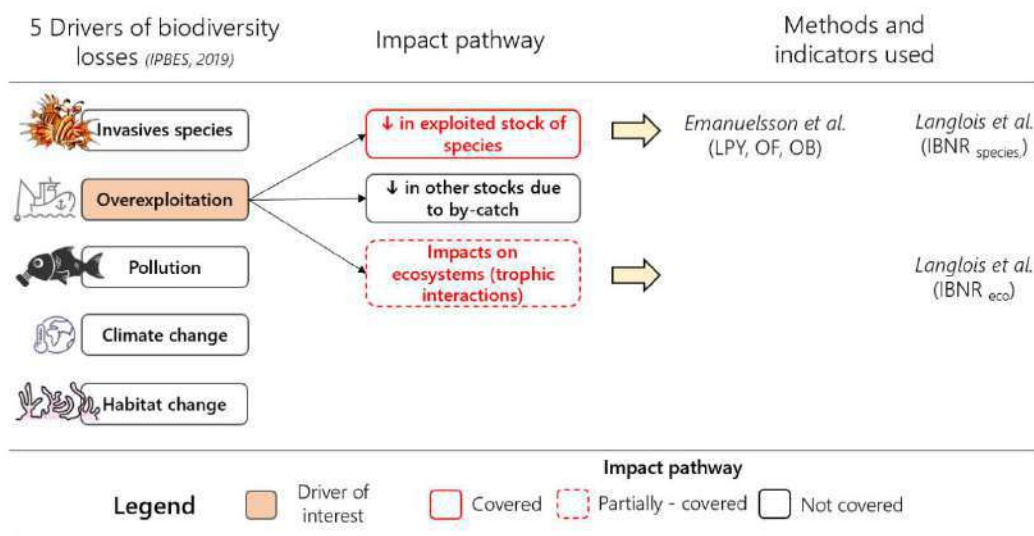 5 Drivers of biodiversity
losses (IPBES, 2019)
Impact pathway
Methods and
indicators used
Invasives species
↓ in exploited stock of
species
Emanuelsson et al.
(LPY, OF, OB)
Langlois et al.
(IBNR species,)
Overexploitation
↓ in other stocks due
to by-catch
Pollution
Impacts on
ecosystems (trophic
interactions)
Langlois et al.
(IBNR eco)
Climate change
Habitat change
Impact pathway
Legend
Driver of
interest
Covered
Partially - covered
Not covered